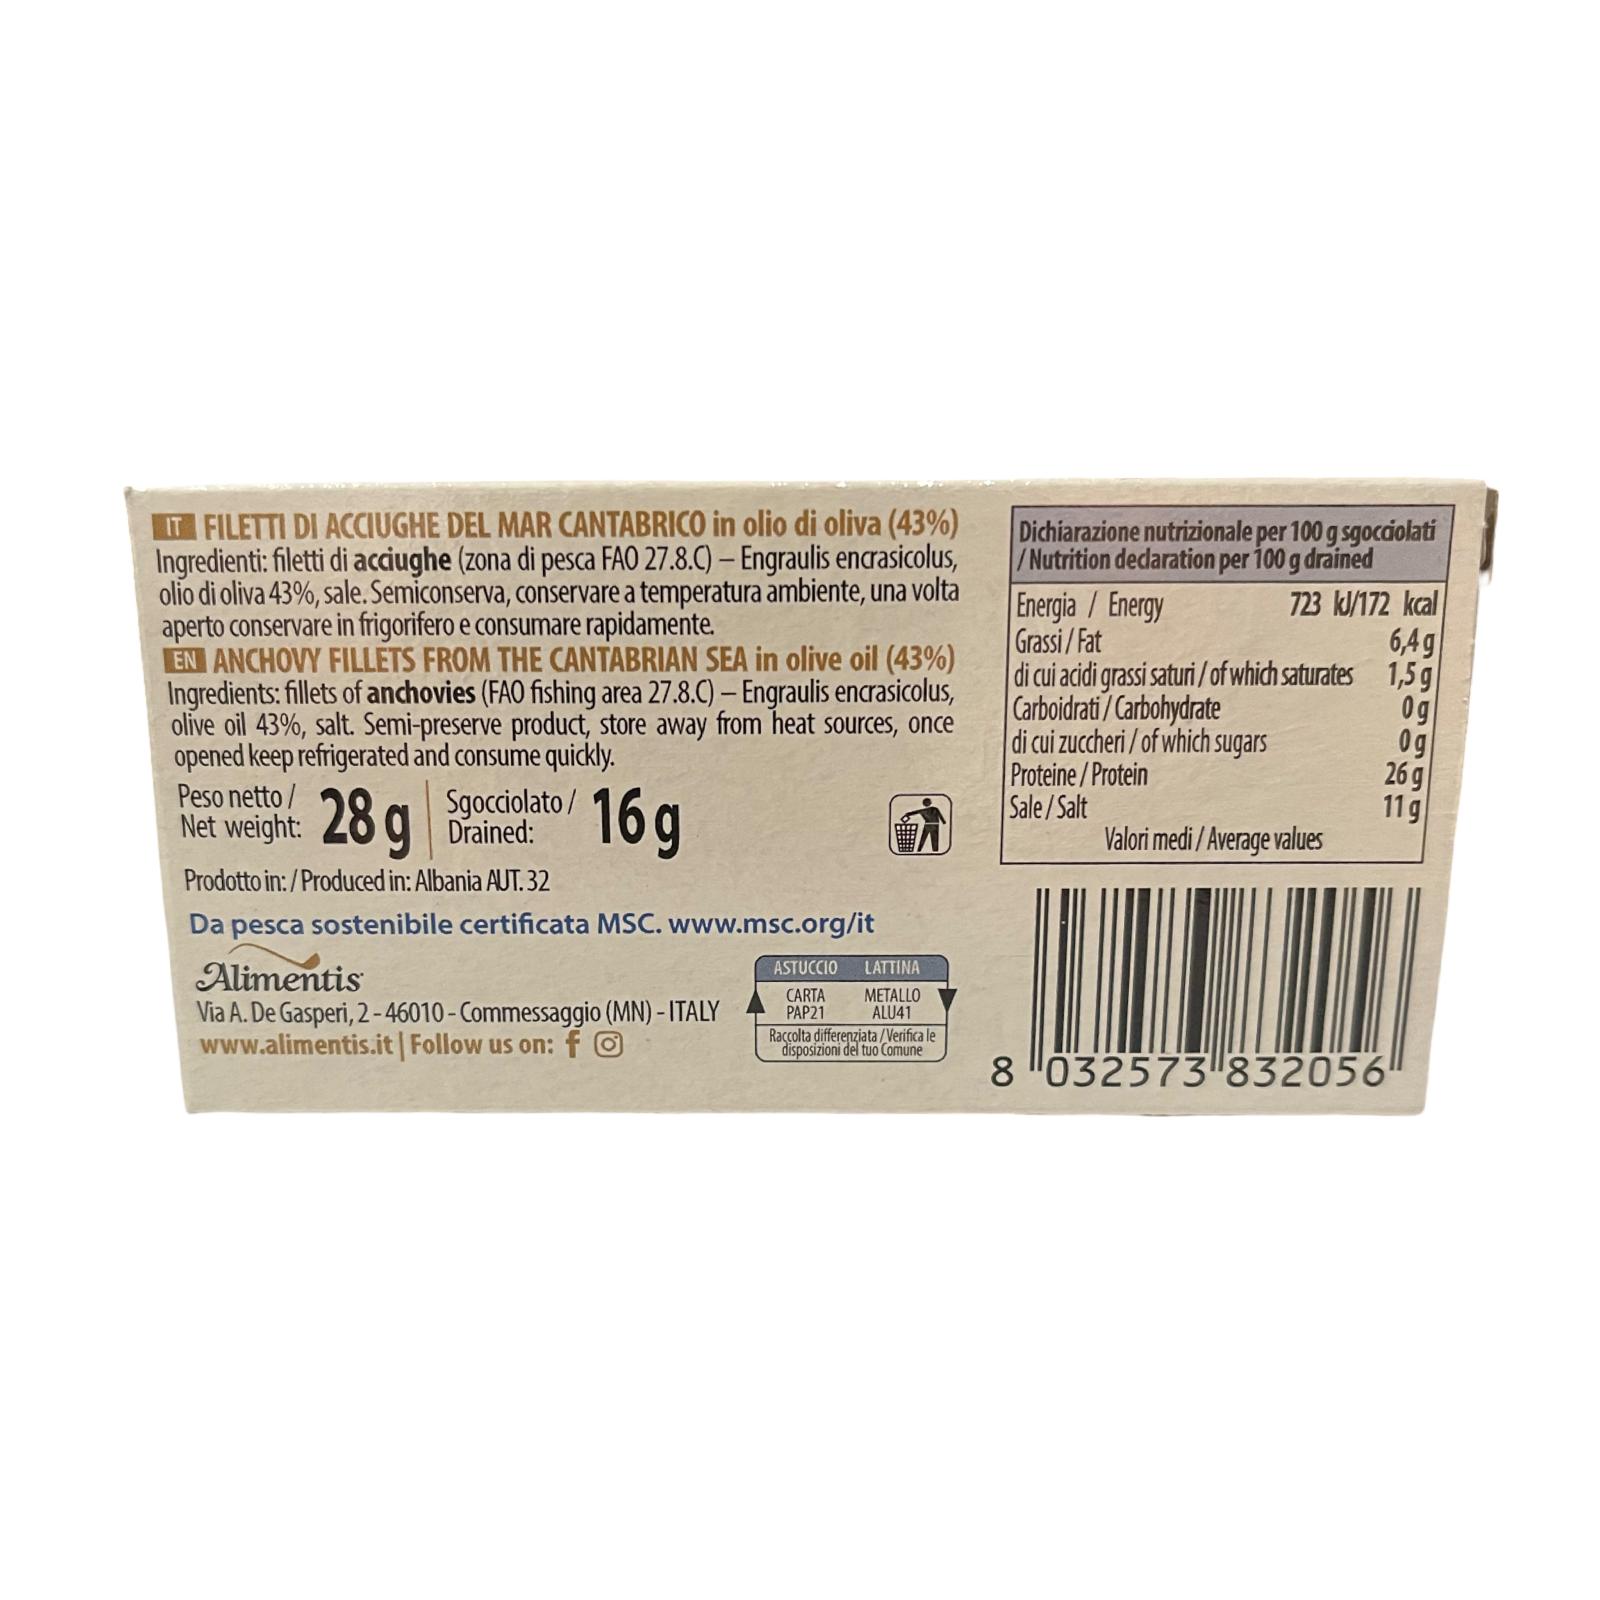 IT FILETTI DI ACCIUGHE DEL MAR CANTABRICO in olio di oliva (43%)
Ingredienti: filetti di acciughe (zona di pesca FAO 27.8.C) – Engraulis encrasicolus,
olio di oliva 43%, sale. Semiconserva, conservare a temperatura ambiente, una volta
aperto conservare in frigorifero e consumare rapidamente.
EN ANCHOVY FILLETS FROM THE CANTABRIAN SEA in olive oil (43%)
Ingredients: fillets of anchovies (FAO fishing area 27.8.C) – Engraulis encrasicolus,
olive oil 43%, salt. Semi-preserve product, store away from heat sources, once
opened keep refrigerated and consume quickly.
Peso netto / Net weight: 28 g | Sgocciolato / Drained: 16 g
Prodotto in: / Produced in: Albania AUT. 32
Da pesca sostenibile certificata MSC. www.msc.org/it
Alimentis
Via A. De Gasperi, 2 - 46010 - Commessaggio (MN) - ITALY
www.alimentis.it | Follow us on:
ASTUCCIO LATTINA
CARTA METALLO
PAP21 ALU41
Raccolta differenziata / Verifica le
disposizioni del tuo Comune
Dichiarazione nutrizionale per 100 g sgocciolati
/ Nutrition declaration per 100 g drained
Energia / Energy 723 kJ/172 kcal
Grassi / Fat 6,4 g
di cui acidi grassi saturi / of which saturates 1,5 g
Carboidrati / Carbohydrate 0 g
di cui zuccheri / of which sugars 0 g
Proteine / Protein 26 g
Sale / Salt 11 g
Valori medi / Average values
8 032573 832056